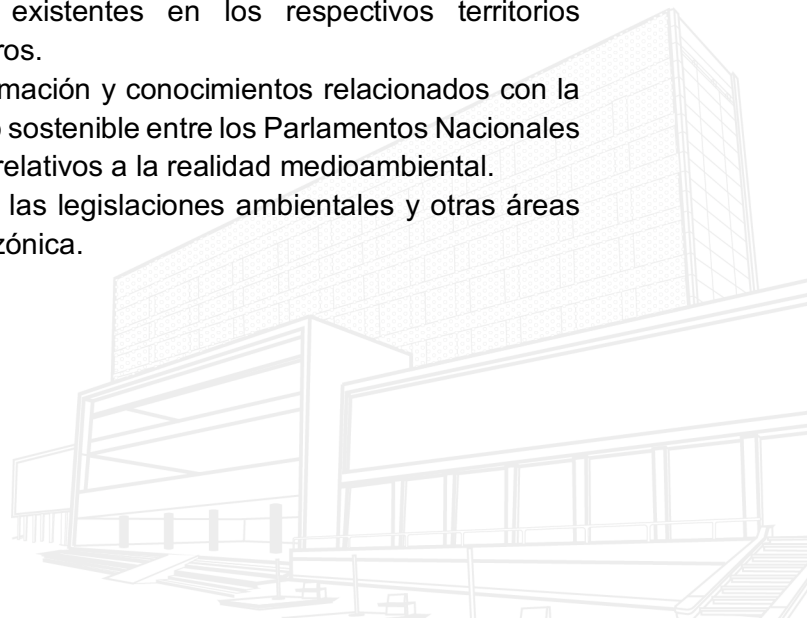 existentes en los respectivos territorios
ros.
mación y conocimientos relacionados con la
sostenible entre los Parlamentos Nacionales
relativos a la realidad medioambiental.
las legislaciones ambientales y otras áreas
zónica.